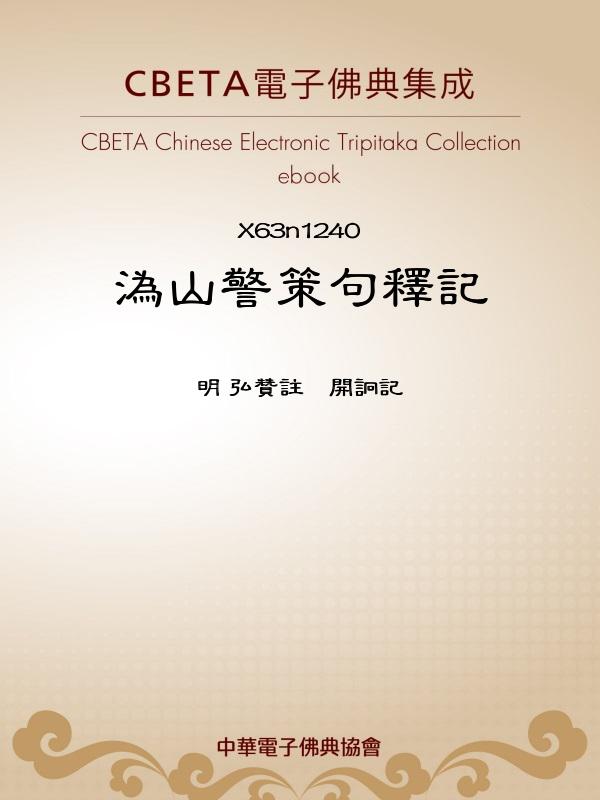 CBETA電子佛典集成
CBETA Chinese Electronic Tripitaka Collection
ebook
X63n1240
溈山警策句釋記
明 弘贊註　開詗記
中華電子佛典協會